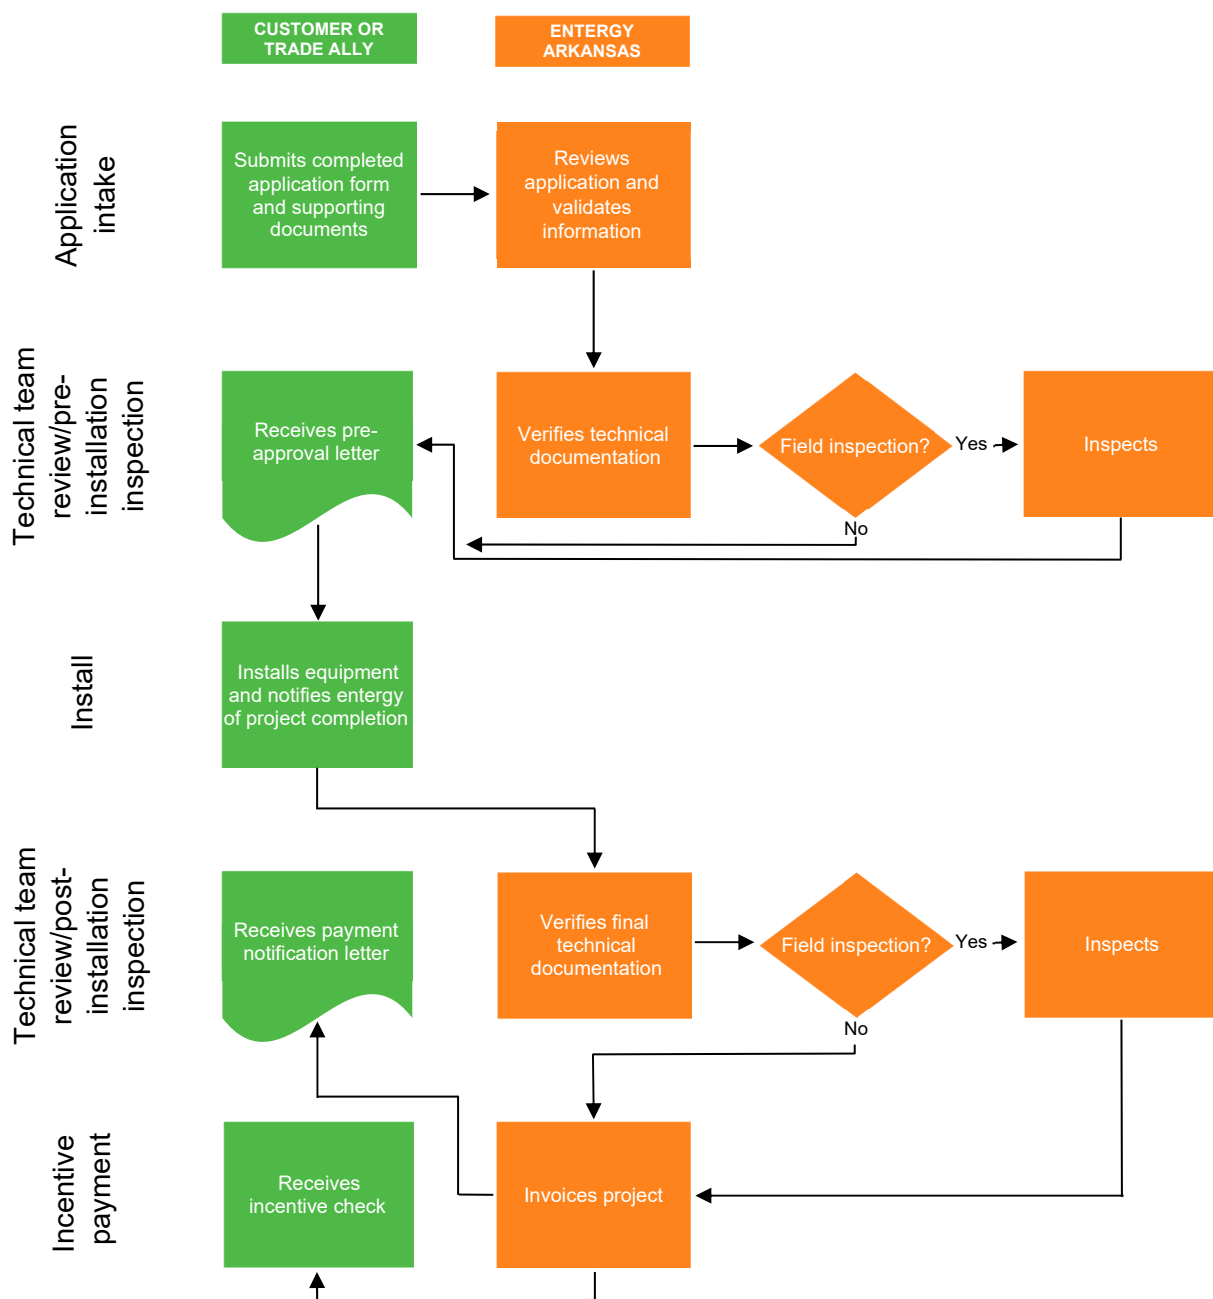 CUSTOMER OR
TRADE ALLY
ENTERGY
ARKANSAS
Application
intake
Submits completed
application form
and supporting
documents
Reviews
application and
validates
information
Technical team
review/pre-
installation
inspection
Receives pre-
approval letter
Verifies technical
documentation
Field inspection?
Yes
Inspects
No
Install
Installs equipment
and notifies entergy
of project completion
Technical team
review/post-
installation
inspection
Receives payment
notification letter
Verifies final
technical
documentation
Field inspection?
Yes
Inspects
No
Incentive
payment
Receives
incentive check
Invoices project